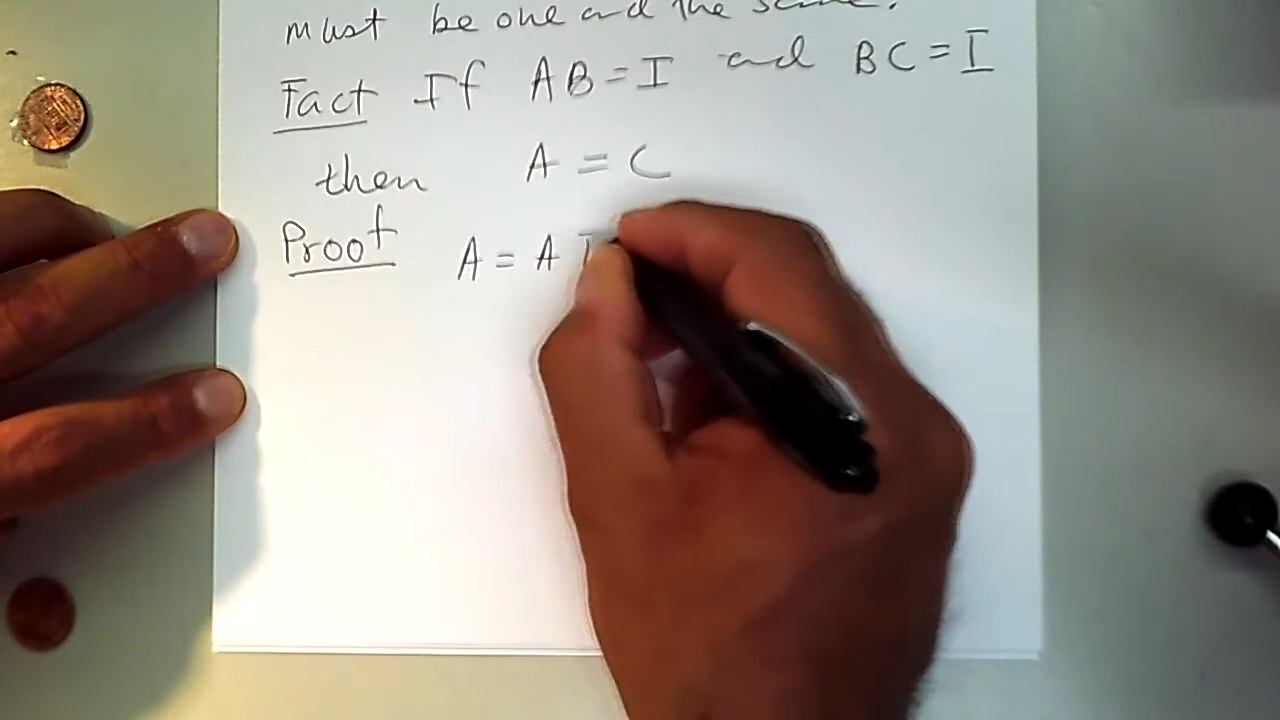 must be one and the same.
Fact If AB = I and BC = I
then A = C
Proof A = A I